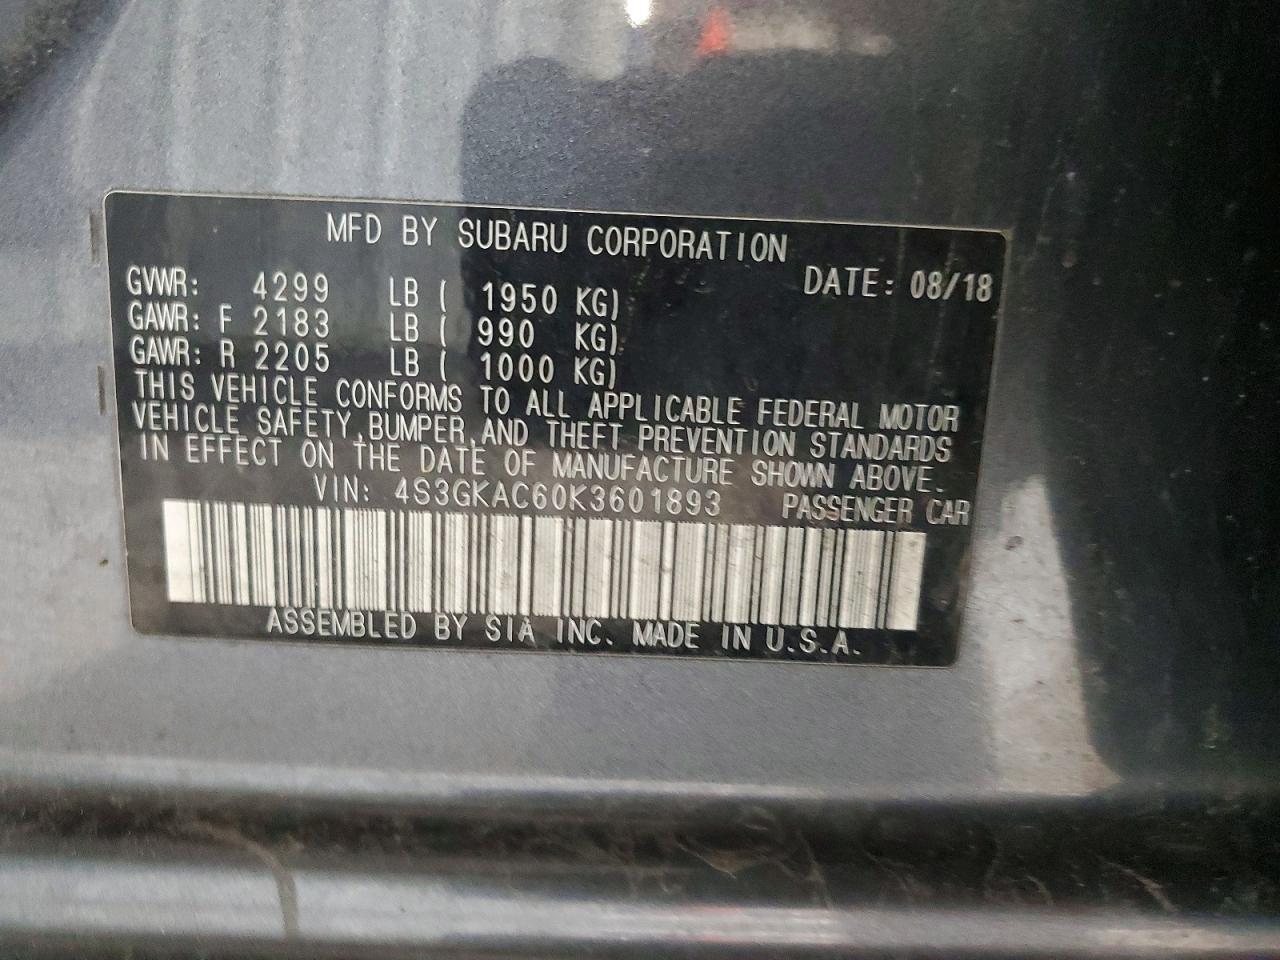 MFD BY SUBARU CORPORATION
DATE: 08/18
GVWR: 4299 LB ( 1950 KG)
GAWR: F 2183 LB ( 990 KG)
GAWR: R 2205 LB ( 1000 KG)
THIS VEHICLE CONFORMS TO ALL APPLICABLE FEDERAL MOTOR
VEHICLE SAFETY, BUMPER, AND THEFT PREVENTION STANDARDS
IN EFFECT ON THE DATE OF MANUFACTURE SHOWN ABOVE.
VIN: 4S3GKAC60K3601893 PASSENGER CAR
ASSEMBLED BY SIA INC. MADE IN U.S.A.